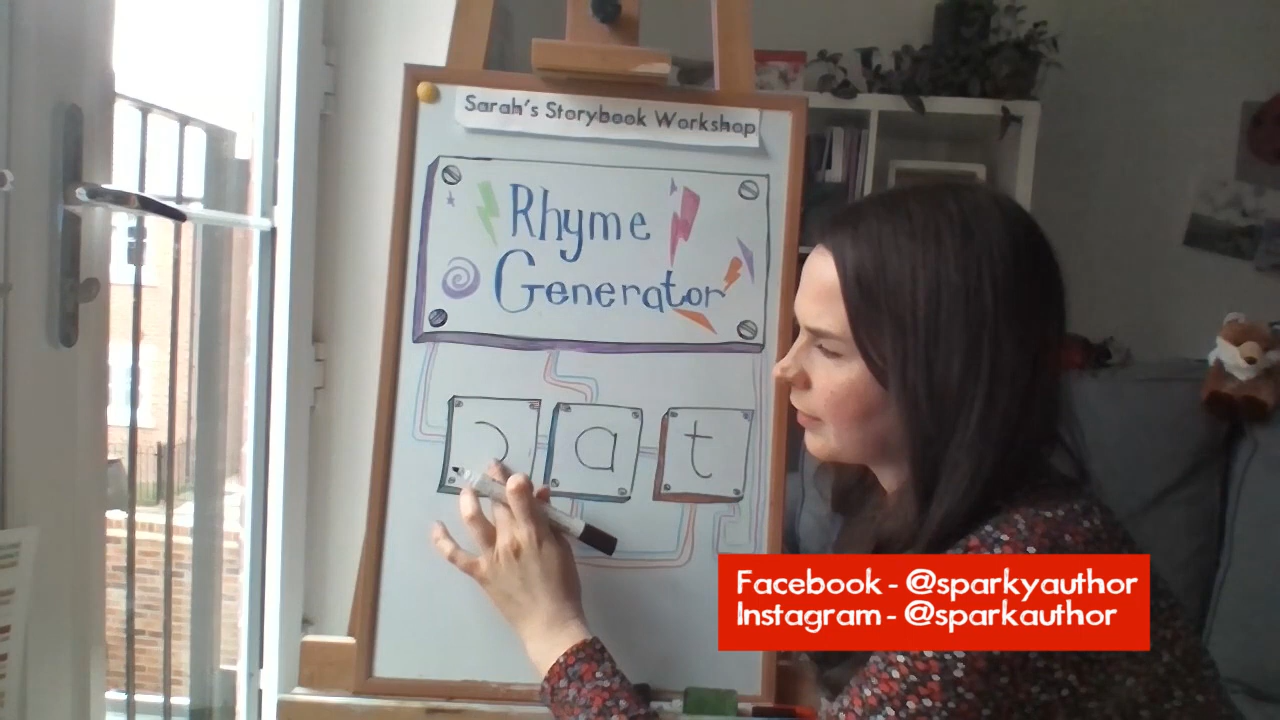 Sarah's Storybook Workshop
Rhyme
Generator
a t
Facebook - @sparkyauthor
Instagram - @sparkauthor